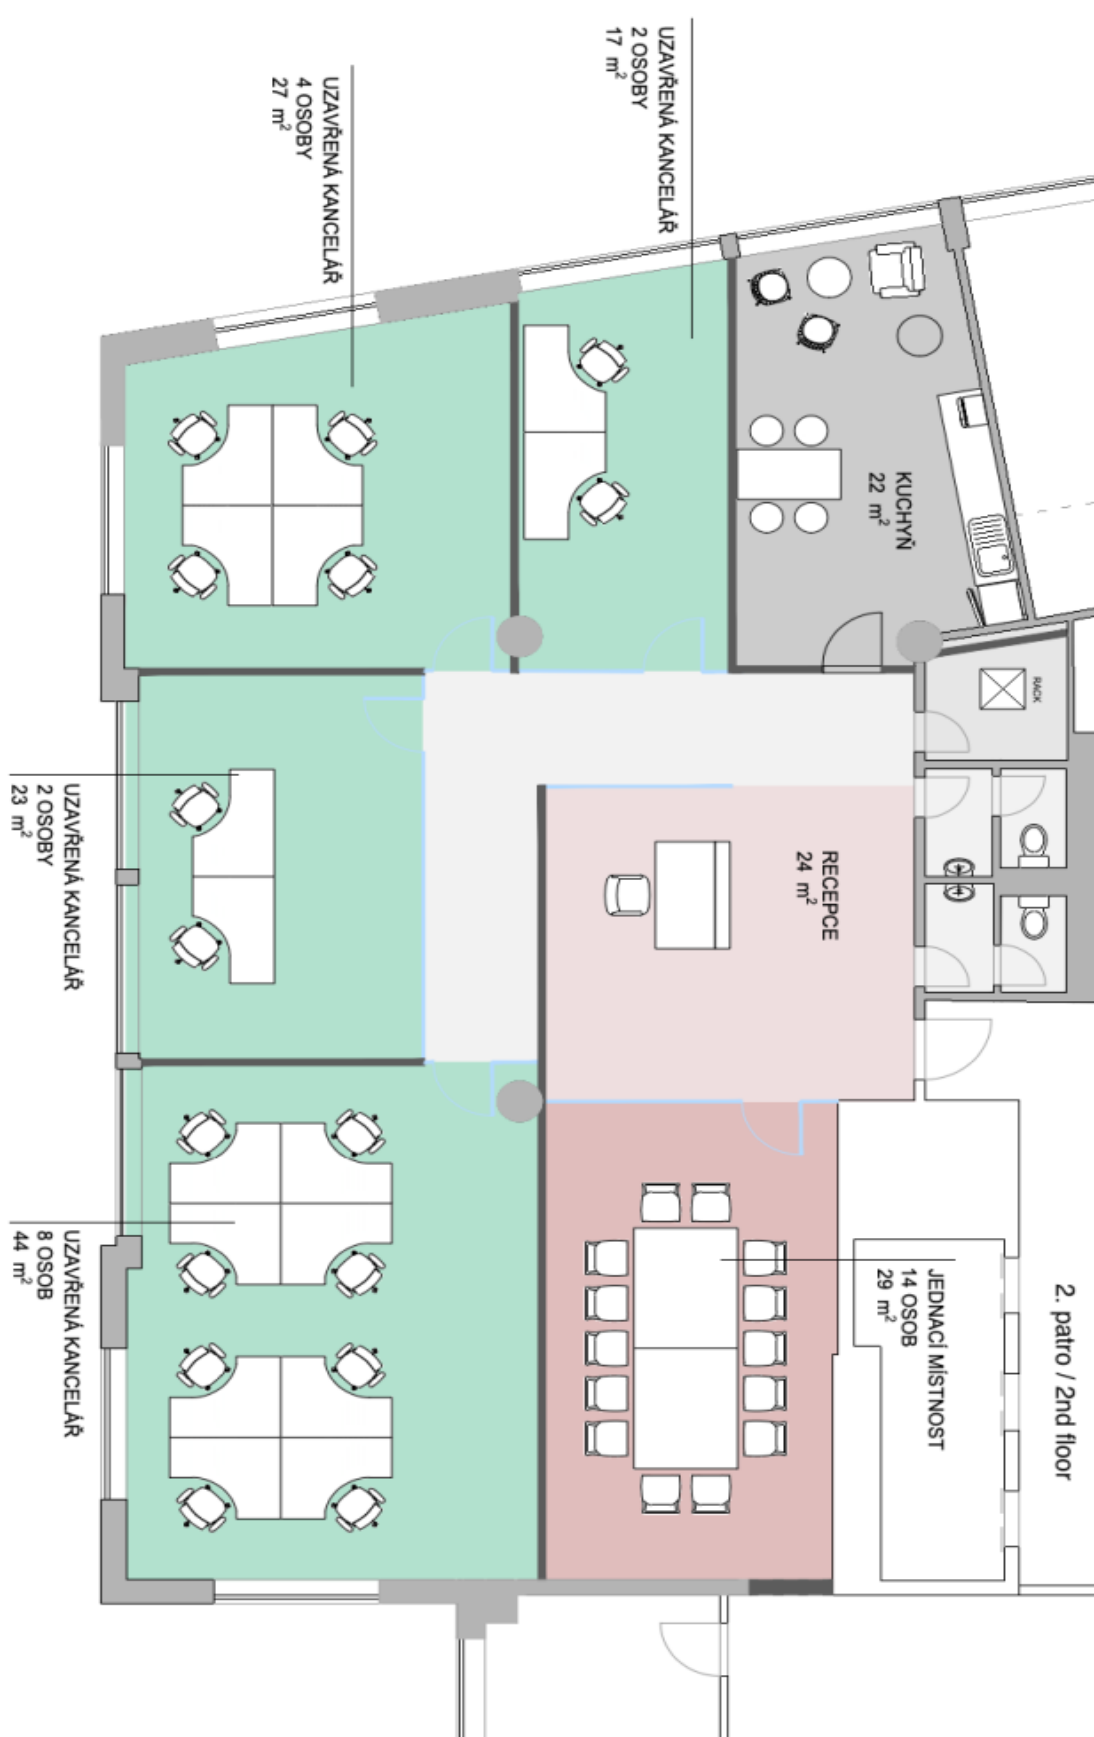 UZAVŘENÁ KANCELÁŘ
2 OSOBY
17 m²
UZAVŘENÁ KANCELÁŘ
4 OSOBY
27 m²
KUCHYŇ
22 m²
RACK
RECEPCE
24 m²
UZAVŘENÁ KANCELÁŘ
2 OSOBY
23 m²
2. patro / 2nd floor
JEDNACÍ MÍSTNOST
14 OSOB
29 m²
UZAVŘENÁ KANCELÁŘ
8 OSOB
44 m²